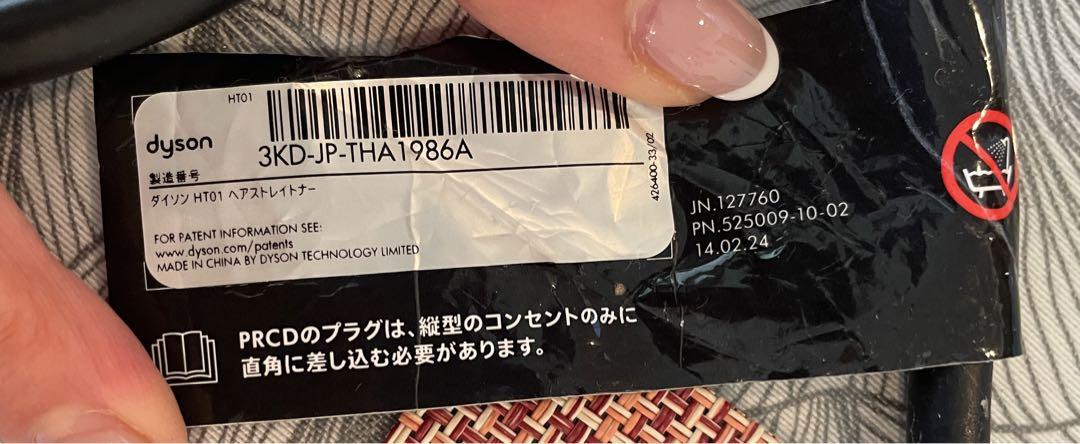 HT01
dyson
3KD-JP-THA1986A
製造番号
ダイソン HT01 ヘアストレイトナー
FOR PATENT INFORMATION SEE:
www.dyson.com/patents
MADE IN CHINA BY DYSON TECHNOLOGY LIMITED
426400-33/02
JN.127760
PN.525009-10-02
14.02.24
PRCDのプラグは、縦型のコンセントのみに
直角に差し込む必要があります。